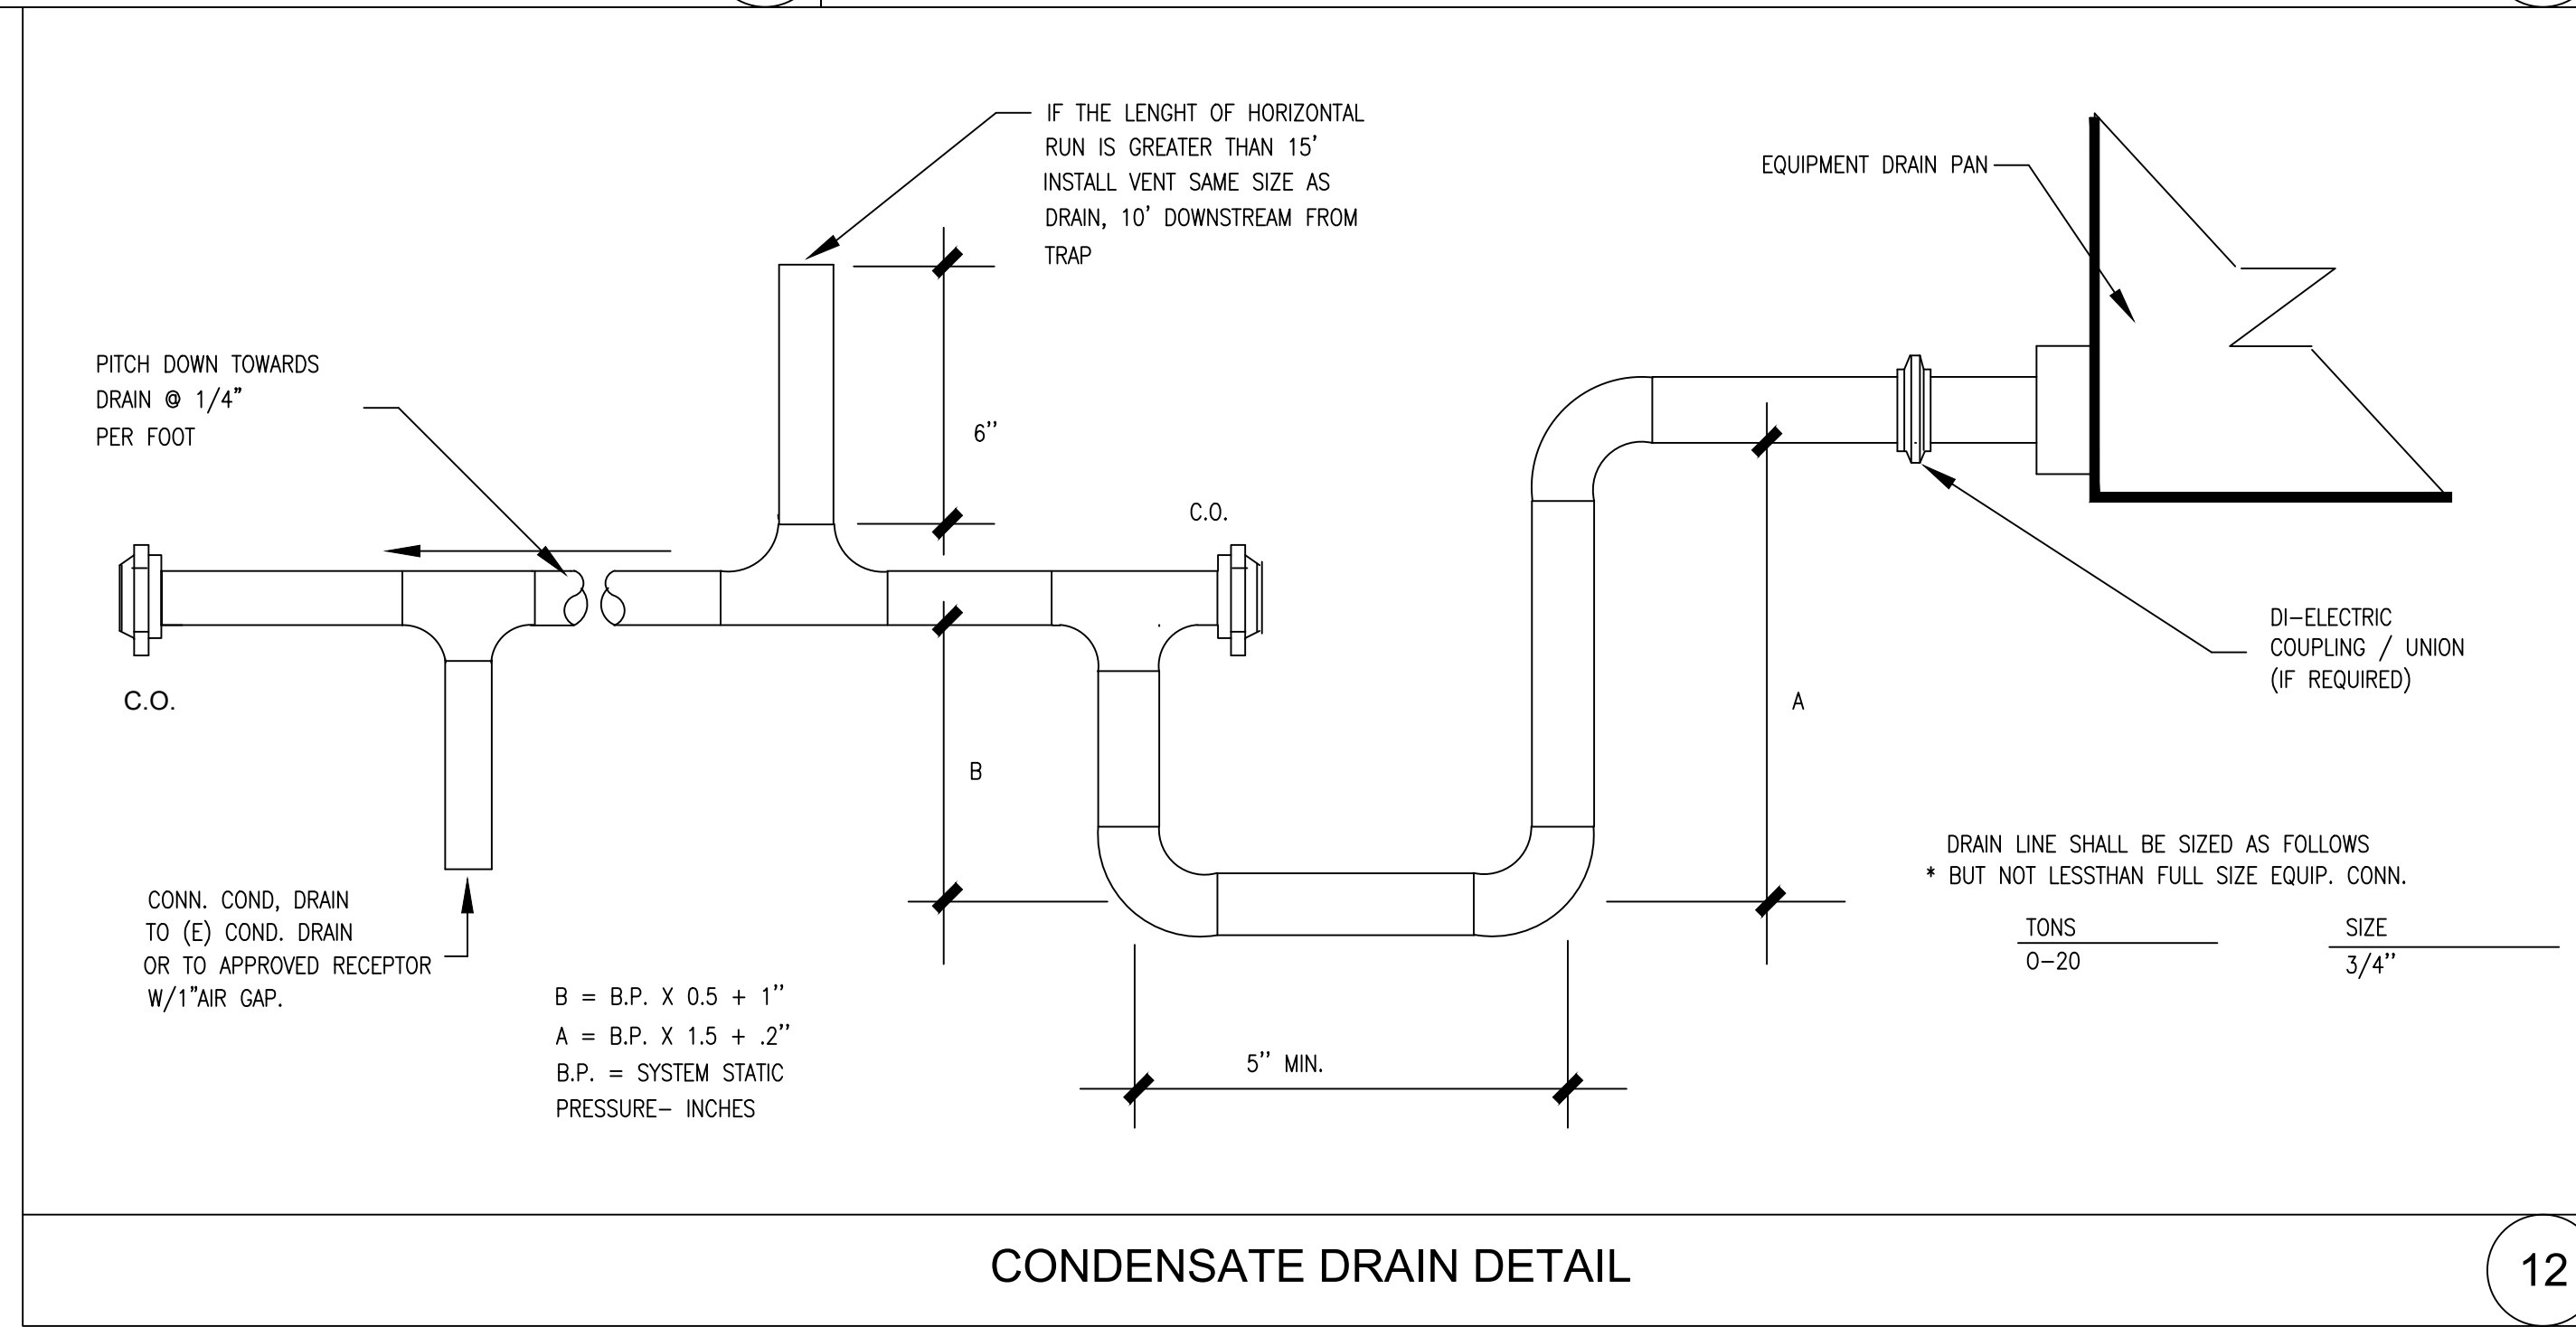 IF THE LENGHT OF HORIZONTAL
RUN IS GREATER THAN 15'
INSTALL VENT SAME SIZE AS
DRAIN, 10' DOWNSTREAM FROM
TRAP
EQUIPMENT DRAIN PAN
PITCH DOWN TOWARDS
DRAIN @ 1/4"
PER FOOT
6''
C.O.
C.O.
DI-ELECTRIC
COUPLING / UNION
(IF REQUIRED)
A
B
DRAIN LINE SHALL BE SIZED AS FOLLOWS
* BUT NOT LESSTHAN FULL SIZE EQUIP. CONN.
TONS SIZE
0-20 3/4''
CONN. COND, DRAIN
TO (E) COND. DRAIN
OR TO APPROVED RECEPTOR
W/1"AIR GAP.
B = B.P. X 0.5 + 1''
A = B.P. X 1.5 + .2''
B.P. = SYSTEM STATIC
PRESSURE- INCHES
5'' MIN.
CONDENSATE DRAIN DETAIL
12